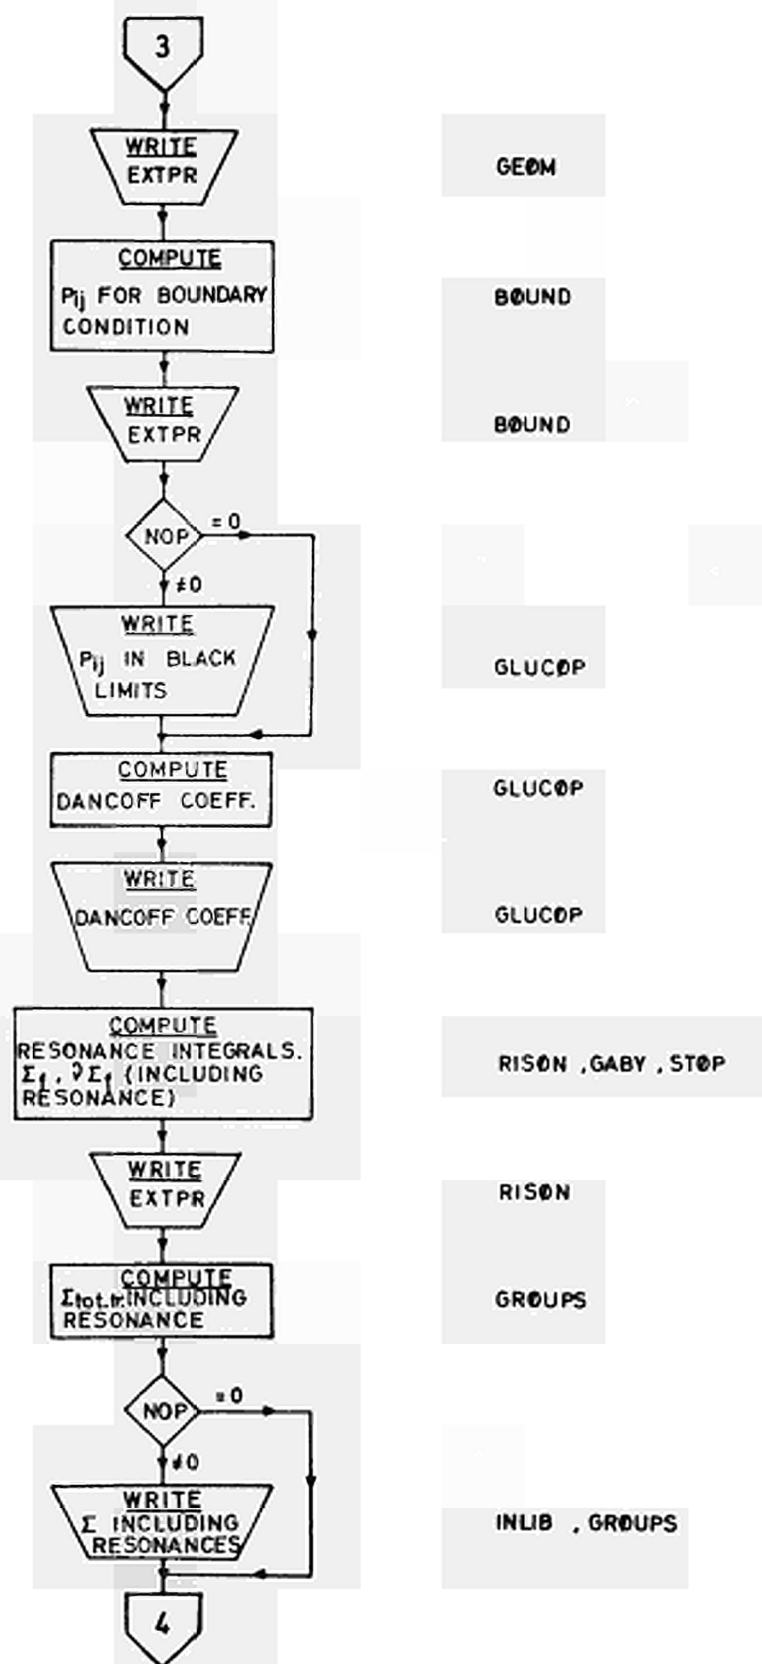 3
WRITE
EXTPR
GEØM
COMPUTE
Pij FOR BOUNDARY
CONDITION
BØUND
WRITE
EXTPR
BØUND
NOP
= 0
≠0
WRITE
Pij IN BLACK
LIMITS
GLUCØP
COMPUTE
DANCOFF COEFF.
GLUCØP
WRITE
DANCOFF COEFF.
GLUCØP
COMPUTE
RESONANCE INTEGRALS.
Σf , νΣf (INCLUDING
RESONANCE)
RISØN , GABY , STØP
WRITE
EXTPR
RISØN
COMPUTE
Σtot.tr. INCLUDING
RESONANCE
GRØUPS
NOP
= 0
≠0
WRITE
Σ INCLUDING
RESONANCES
INLIB , GRØUPS
4